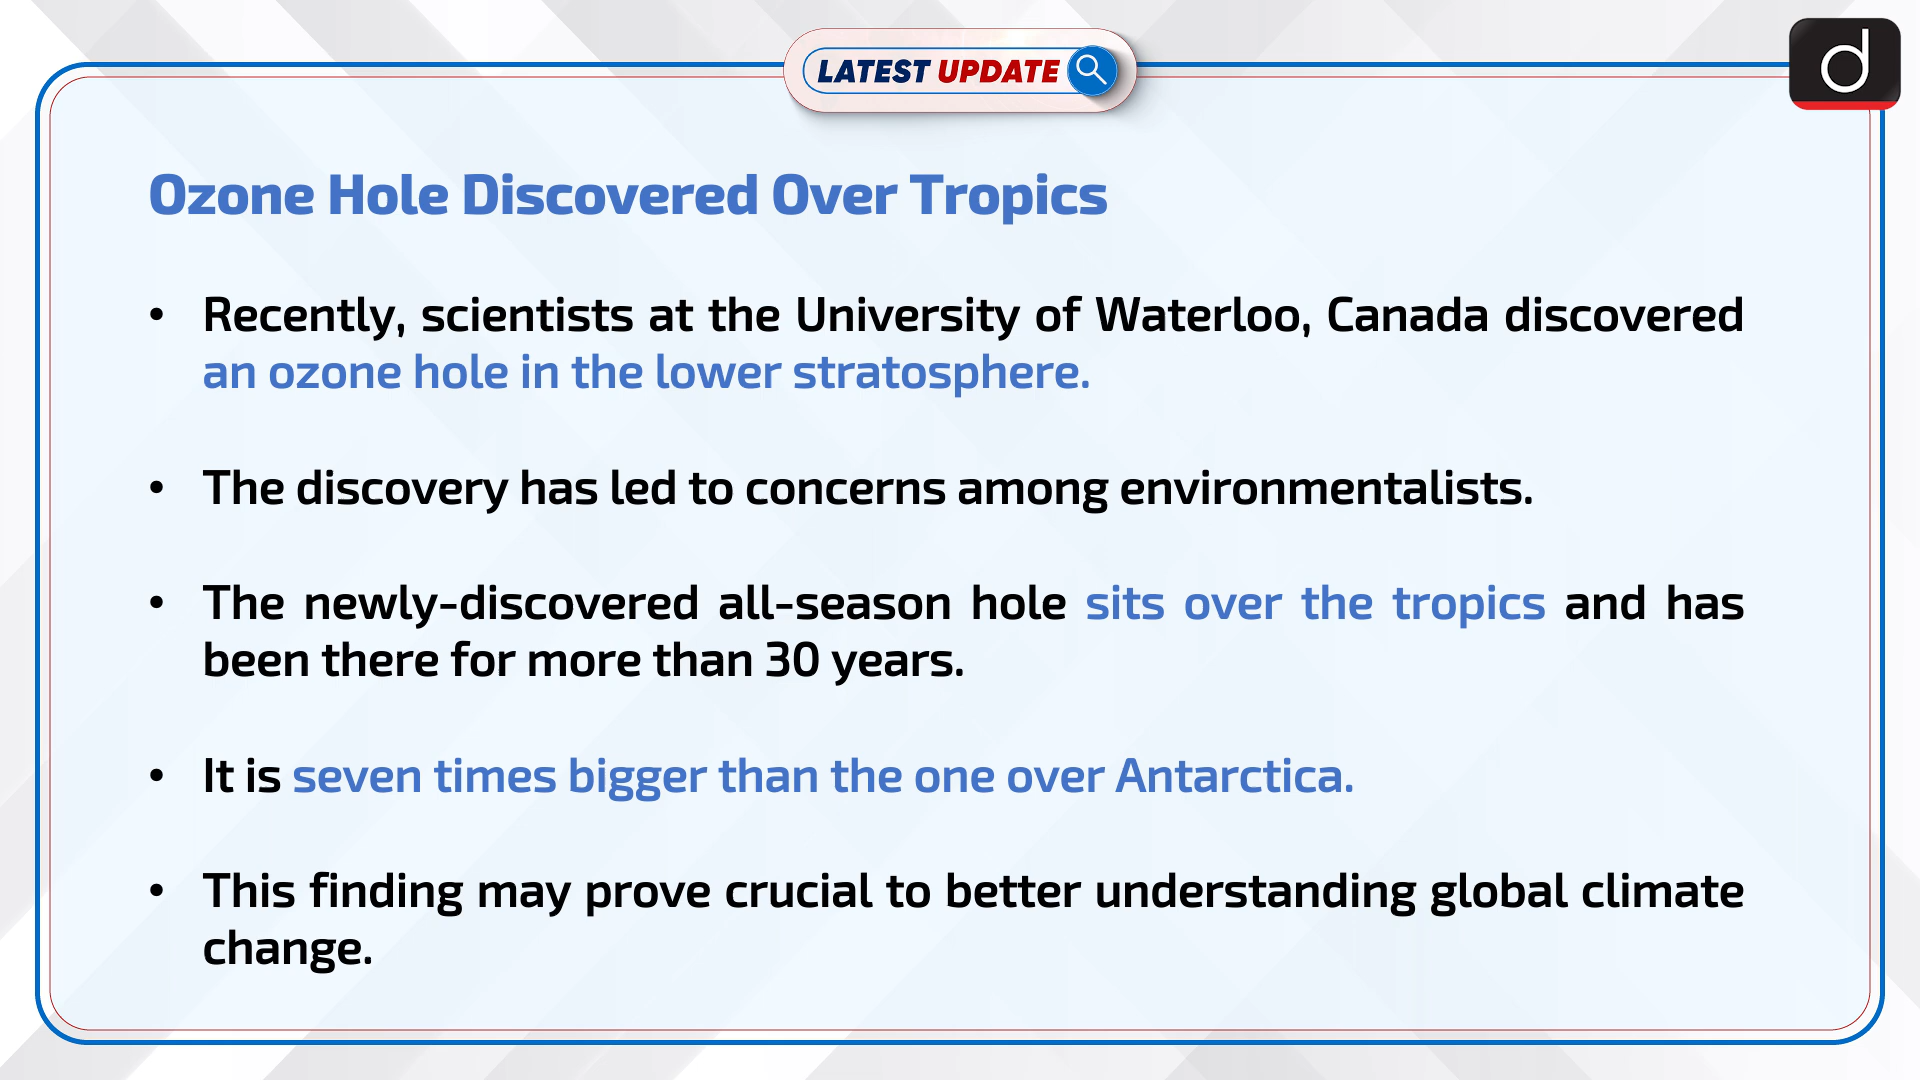 LATEST UPDATE
d
Ozone Hole Discovered Over Tropics
• Recently, scientists at the University of Waterloo, Canada discovered
an ozone hole in the lower stratosphere.
• The discovery has led to concerns among environmentalists.
• The newly-discovered all-season hole sits over the tropics and has
been there for more than 30 years.
• It is seven times bigger than the one over Antarctica.
• This finding may prove crucial to better understanding global climate
change.